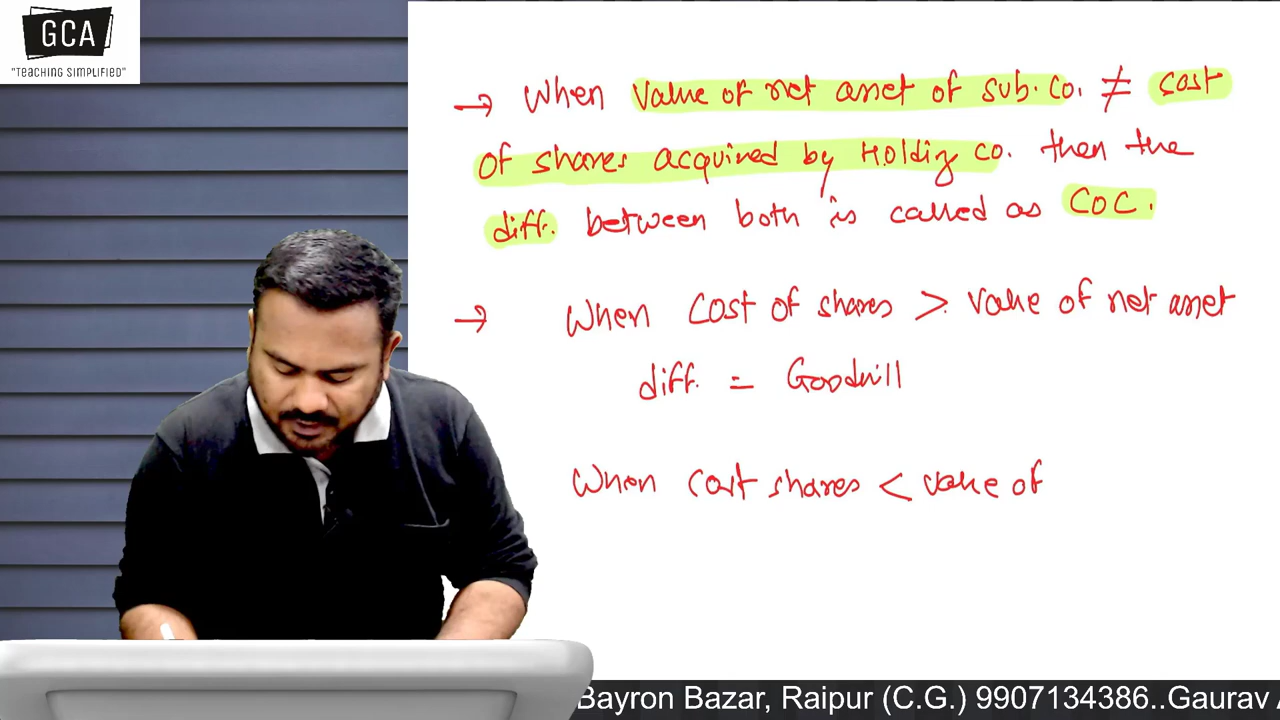 GCA
"TEACHING SIMPLIFIED"
→ When value of net asset of sub. co. ≠ cost
of shares acquired by Holdig co. then the
diff. between both is called as COC.
→ When cost of shares > value of net asset
diff. = Goodwill
When cost shares < value of
Bayron Bazar, Raipur (C.G.) 9907134386..Gaurav